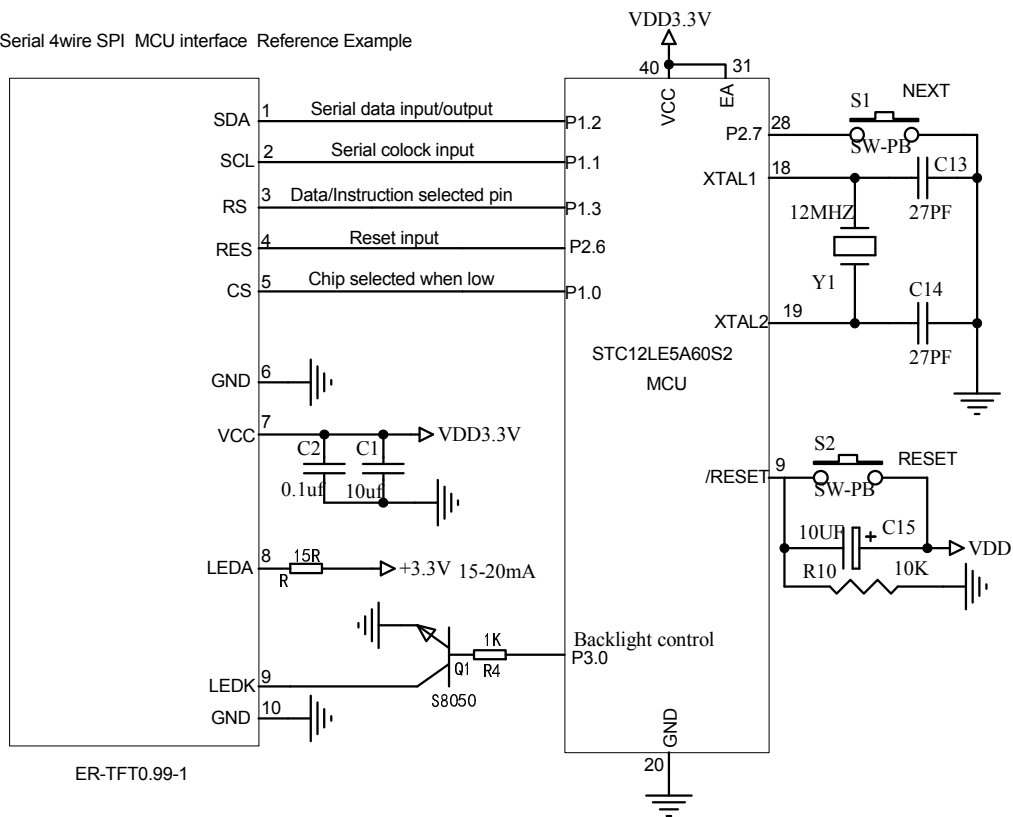 Serial 4wire SPI MCU interface Reference Example
VDD3.3V
40
31
VCC
EA
SDA
1
Serial data input/output
P1.2
SCL
2
Serial colock input
P1.1
RS
3
Data/Instruction selected pin
P1.3
RES
4
Reset input
P2.6
CS
5
Chip selected when low
P1.0
GND
6
VCC
7
VDD3.3V
C2
C1
0.1uf
10uf
LEDA
8
15R
R
+3.3V
15-20mA
Backlight control
P3.0
1K
R4
Q1
S8050
LEDK
9
GND
10
ER-TFT0.99-1
STC12LE5A60S2
MCU
GND
20
P2.7
28
S1
NEXT
SW-PB
XTAL1
18
C13
27PF
12MHZ
Y1
XTAL2
19
C14
27PF
/RESET
9
S2
RESET
SW-PB
10UF
+
C15
VDD
R10
10K